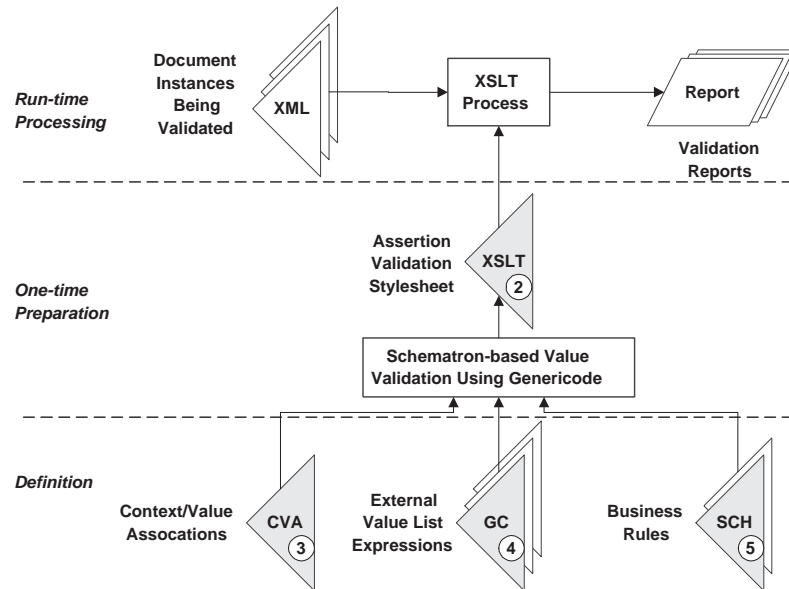 Run-time
Processing
Document
Instances
Being
Validated
XML
XSLT
Process
Report
Validation
Reports
One-time
Preparation
Assertion
Validation
Stylesheet
XSLT
2
Schematron-based Value
Validation Using Genericode
Definition
Context/Value
Assocations
CVA
3
External
Value List
Expressions
GC
4
Business
Rules
SCH
5